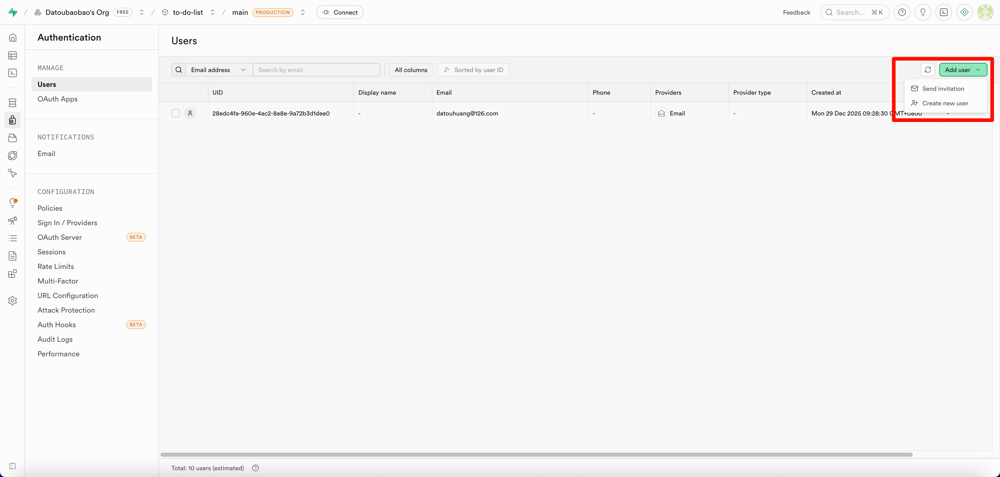 Datoubaobao's Org FREE to-do-list main PRODUCTION Connect Feedback Search... ⌘K
Authentication
MANAGE
Users
OAuth Apps
NOTIFICATIONS
Email
CONFIGURATION
Policies
Sign In / Providers
OAuth Server BETA
Sessions
Rate Limits
Multi-Factor
URL Configuration
Attack Protection
Auth Hooks BETA
Audit Logs
Performance
Users
Email address Search by email All columns Sorted by user ID Add user
Send invitation
Create new user
UID Display name Email Phone Providers Provider type Created at
28edc4fa-960e-4ac2-8e8e-9a72b3d1dee0 - datouhuang@126.com - Email - Mon 29 Dec 2025 09:28:30 GMT+0800 -
Total: 10 users (estimated)